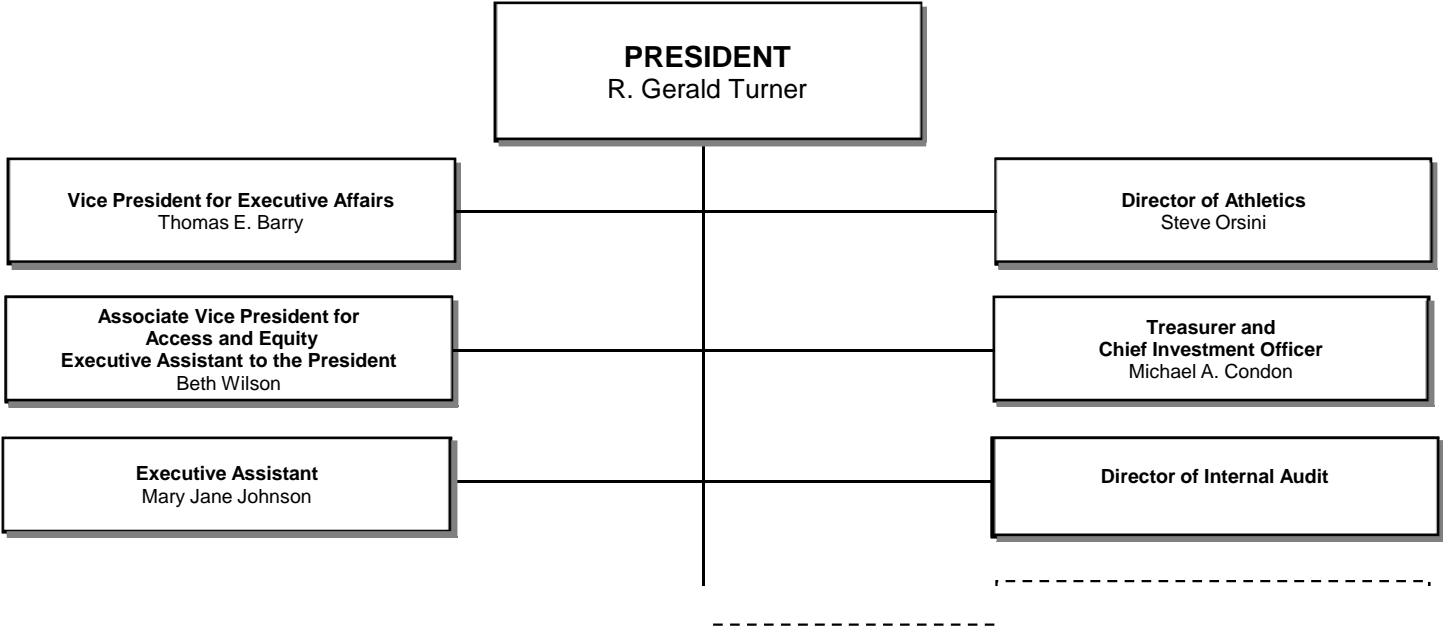 PRESIDENT
R. Gerald Turner
Vice President for Executive Affairs
Thomas E. Barry
Director of Athletics
Steve Orsini
Associate Vice President for
Access and Equity
Executive Assistant to the President
Beth Wilson
Treasurer and
Chief Investment Officer
Michael A. Condon
Executive Assistant
Mary Jane Johnson
Director of Internal Audit